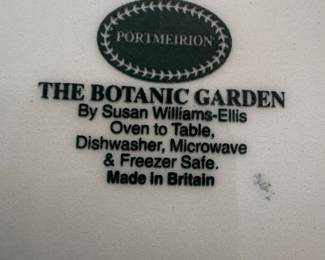 PORTMEIRION
THE BOTANIC GARDEN
By Susan Williams-Ellis
Oven to Table,
Dishwasher, Microwave
& Freezer Safe.
Made in Britain